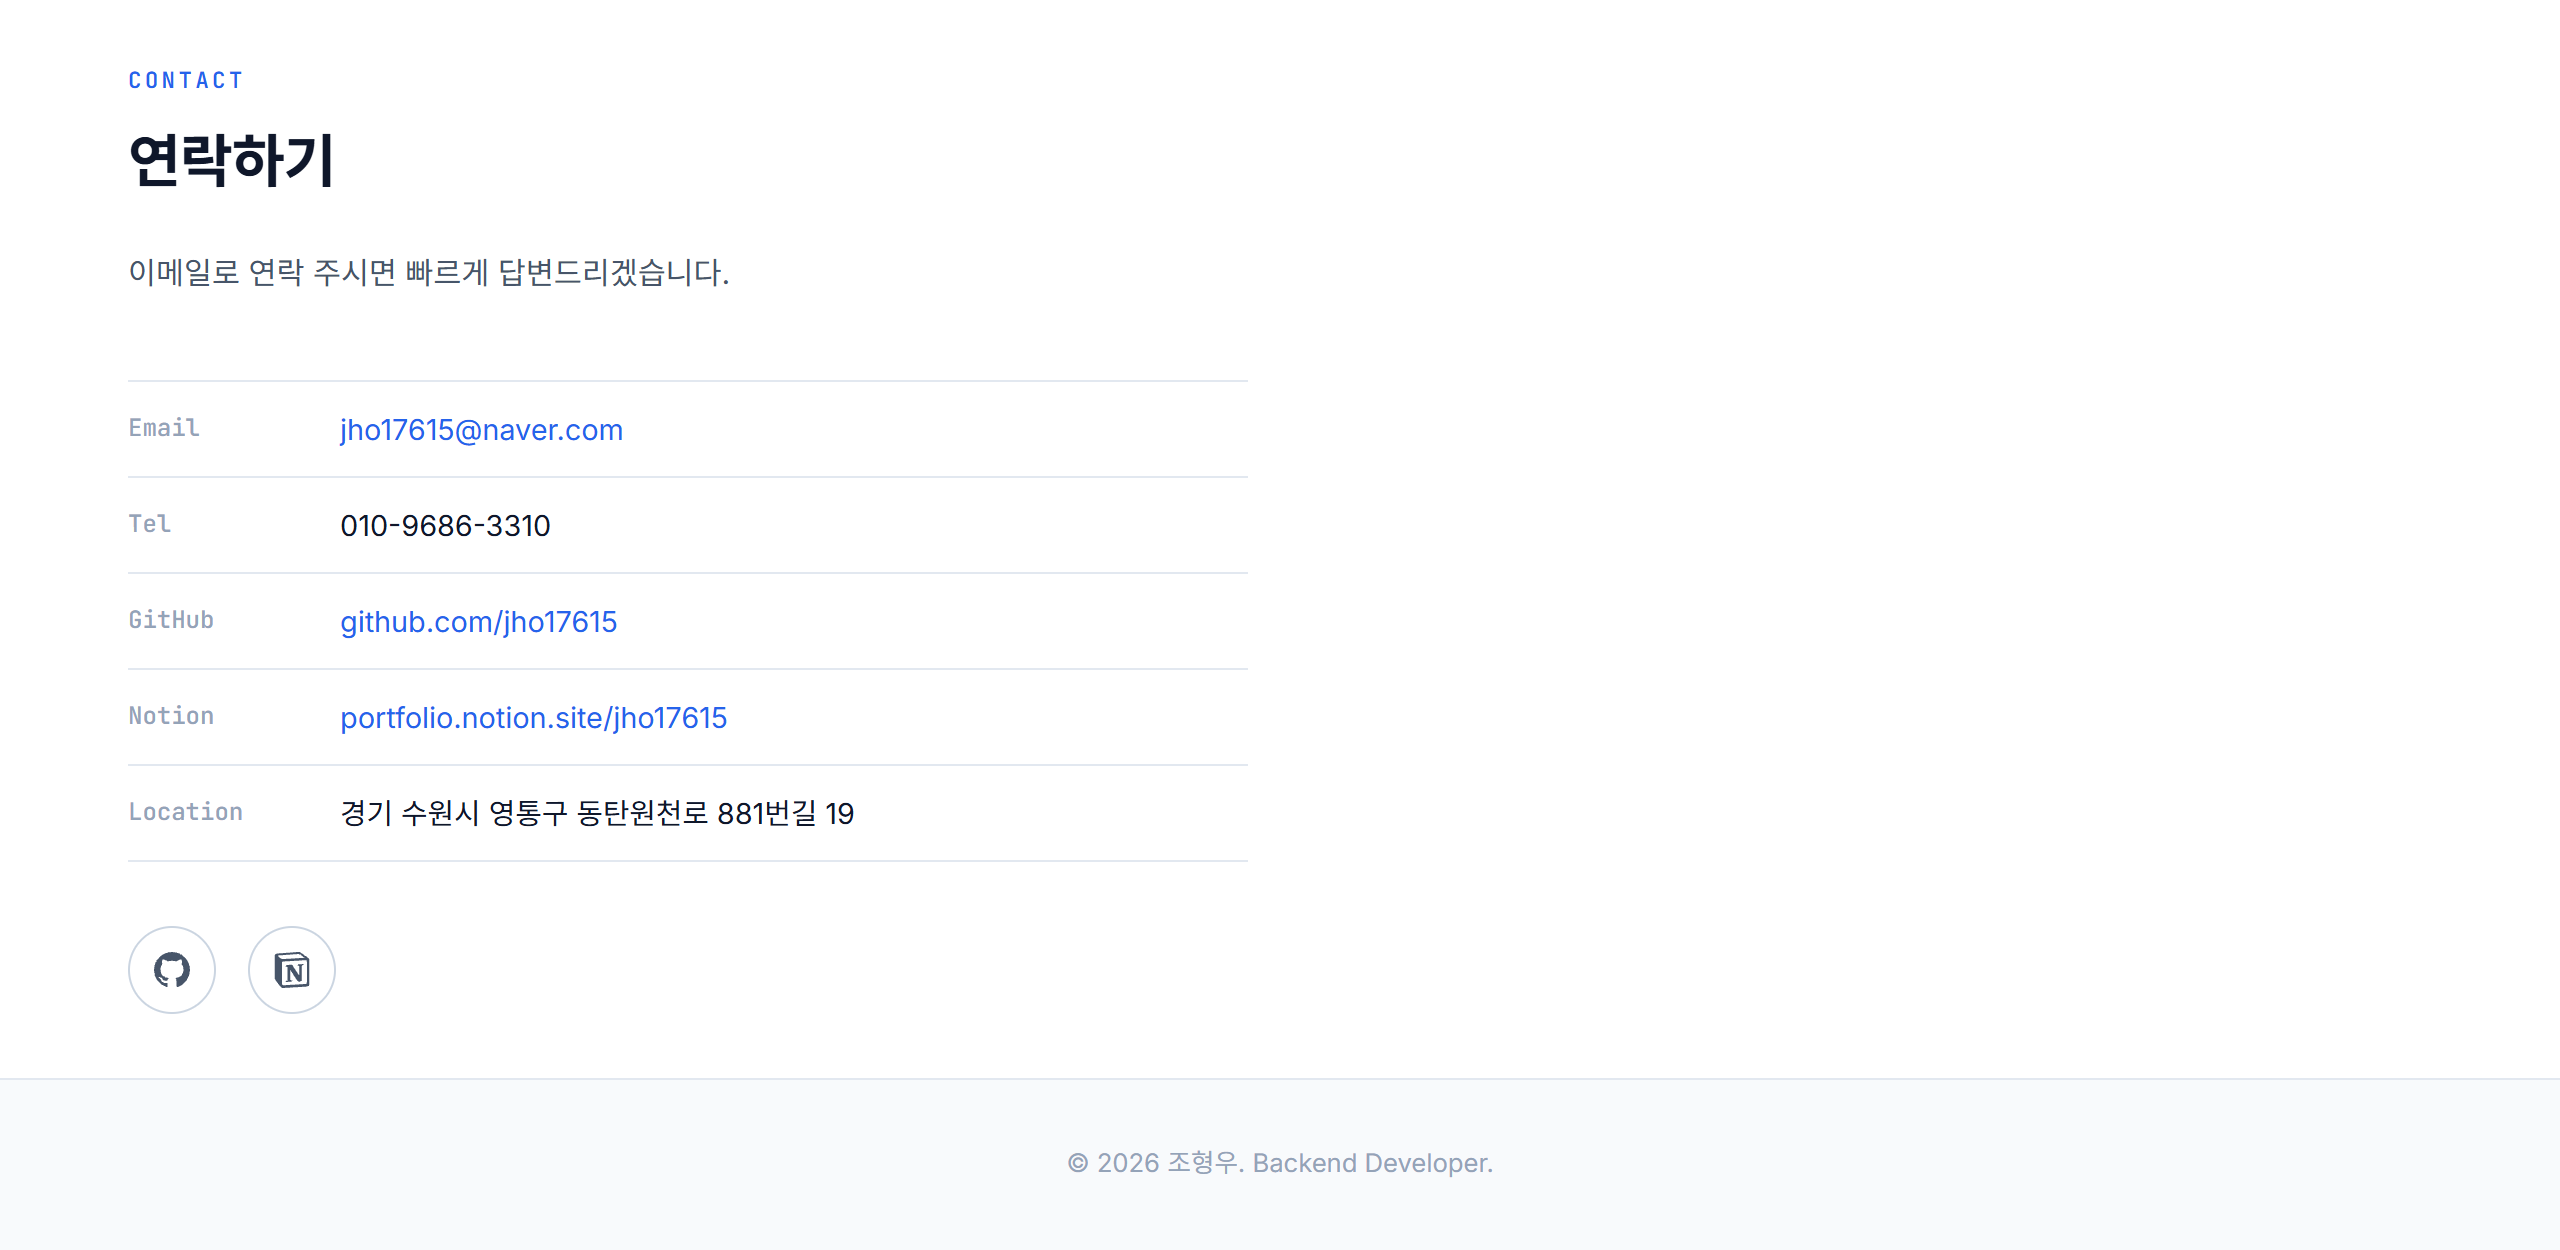 CONTACT
연락하기
이메일로 연락 주시면 빠르게 답변드리겠습니다.
Email jho17615@naver.com
Tel 010-9686-3310
GitHub github.com/jho17615
Notion portfolio.notion.site/jho17615
Location 경기 수원시 영통구 동탄원천로 881번길 19
N
© 2026 조형우. Backend Developer.